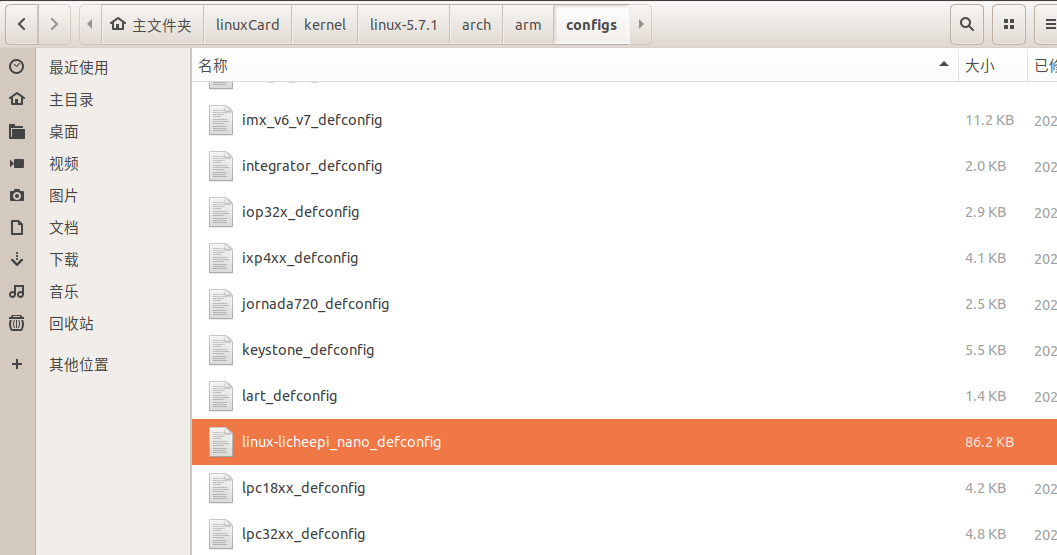 主文件夹 linuxCard kernel linux-5.7.1 arch arm configs
最近使用
主目录
桌面
视频
图片
文档
下载
音乐
回收站
其他位置
名称 大小 已修
imx_v6_v7_defconfig 11.2 KB 202
integrator_defconfig 2.0 KB 202
iop32x_defconfig 2.9 KB 202
ixp4xx_defconfig 4.1 KB 202
jornada720_defconfig 2.5 KB 202
keystone_defconfig 5.5 KB 202
lart_defconfig 1.4 KB 202
linux-licheepi_nano_defconfig 86.2 KB
lpc18xx_defconfig 4.2 KB 202
lpc32xx_defconfig 4.8 KB 202